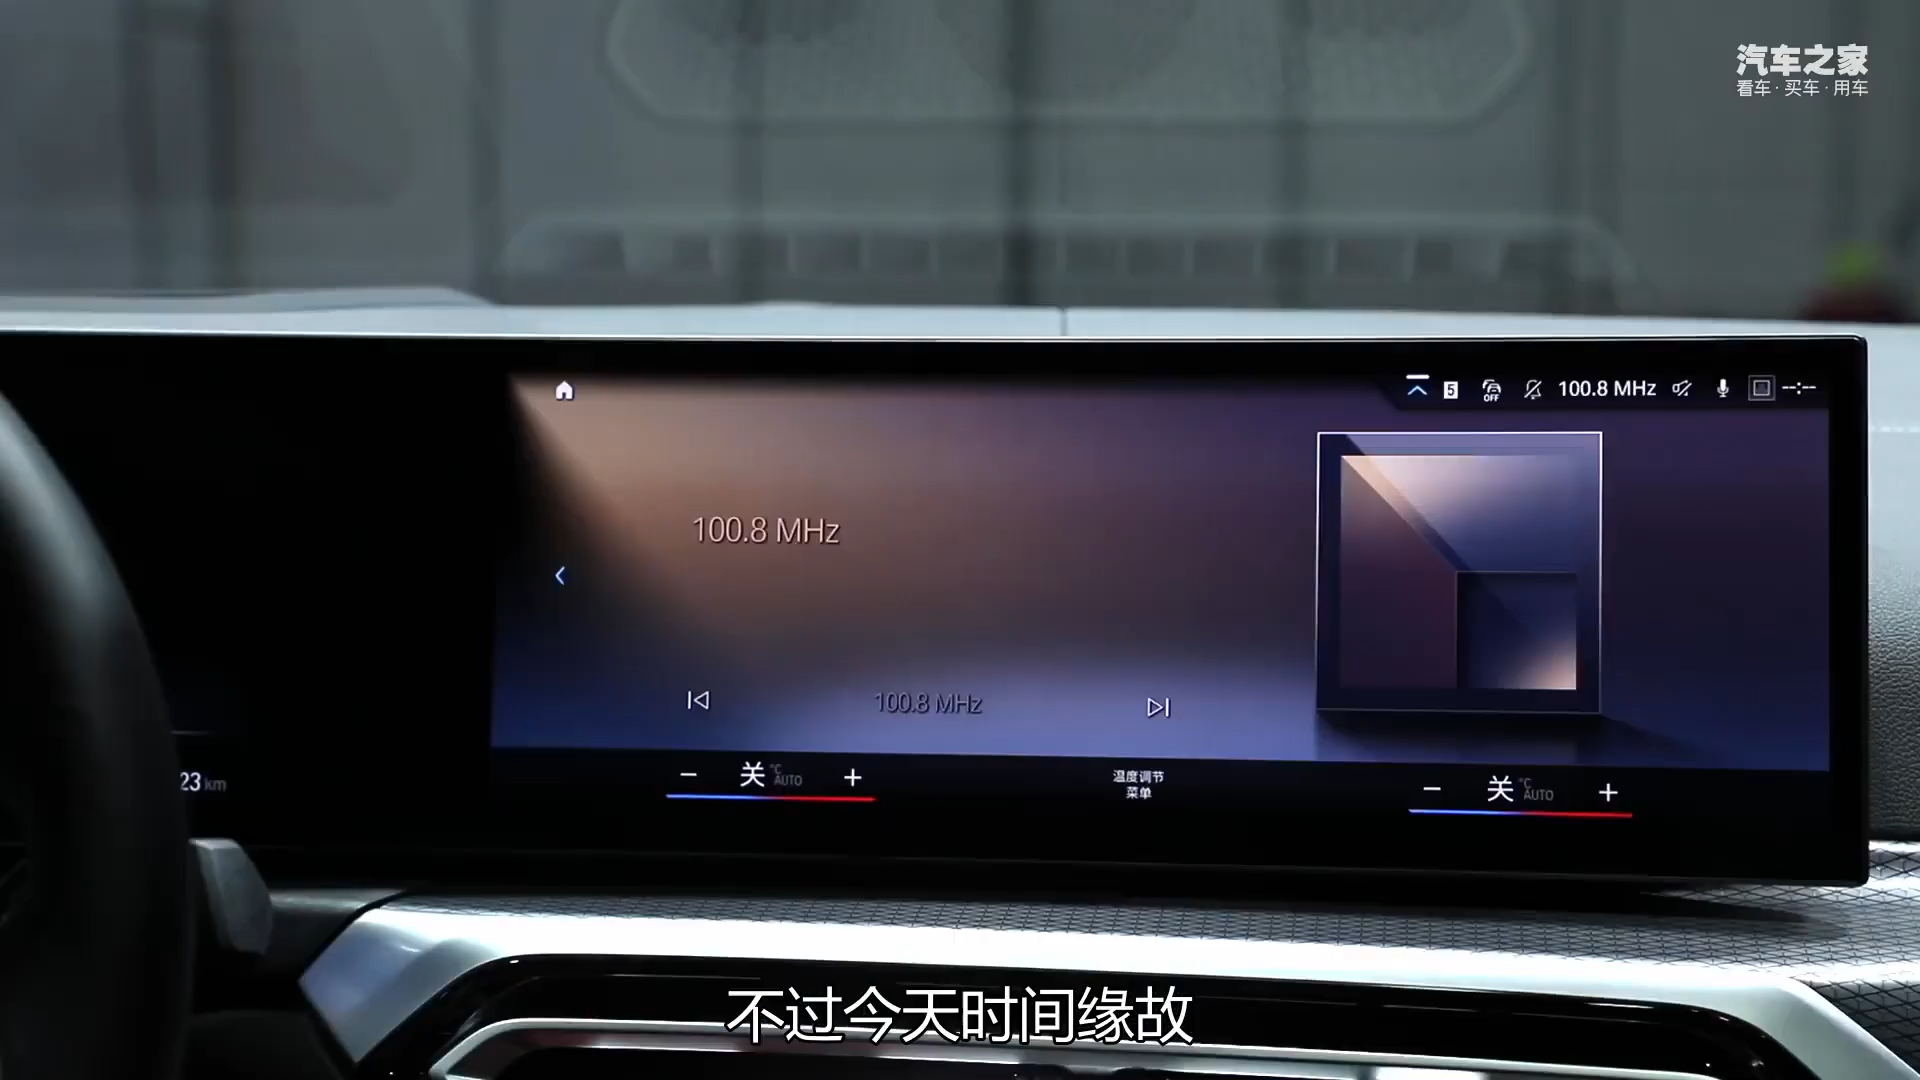 汽车之家
看车·买车·用车
5
OFF
100.8 MHz
--:--
100.8 MHz
100.8 MHz
23 km
关 °C AUTO
温度调节
菜单
关 °C AUTO
不过今天时间缘故